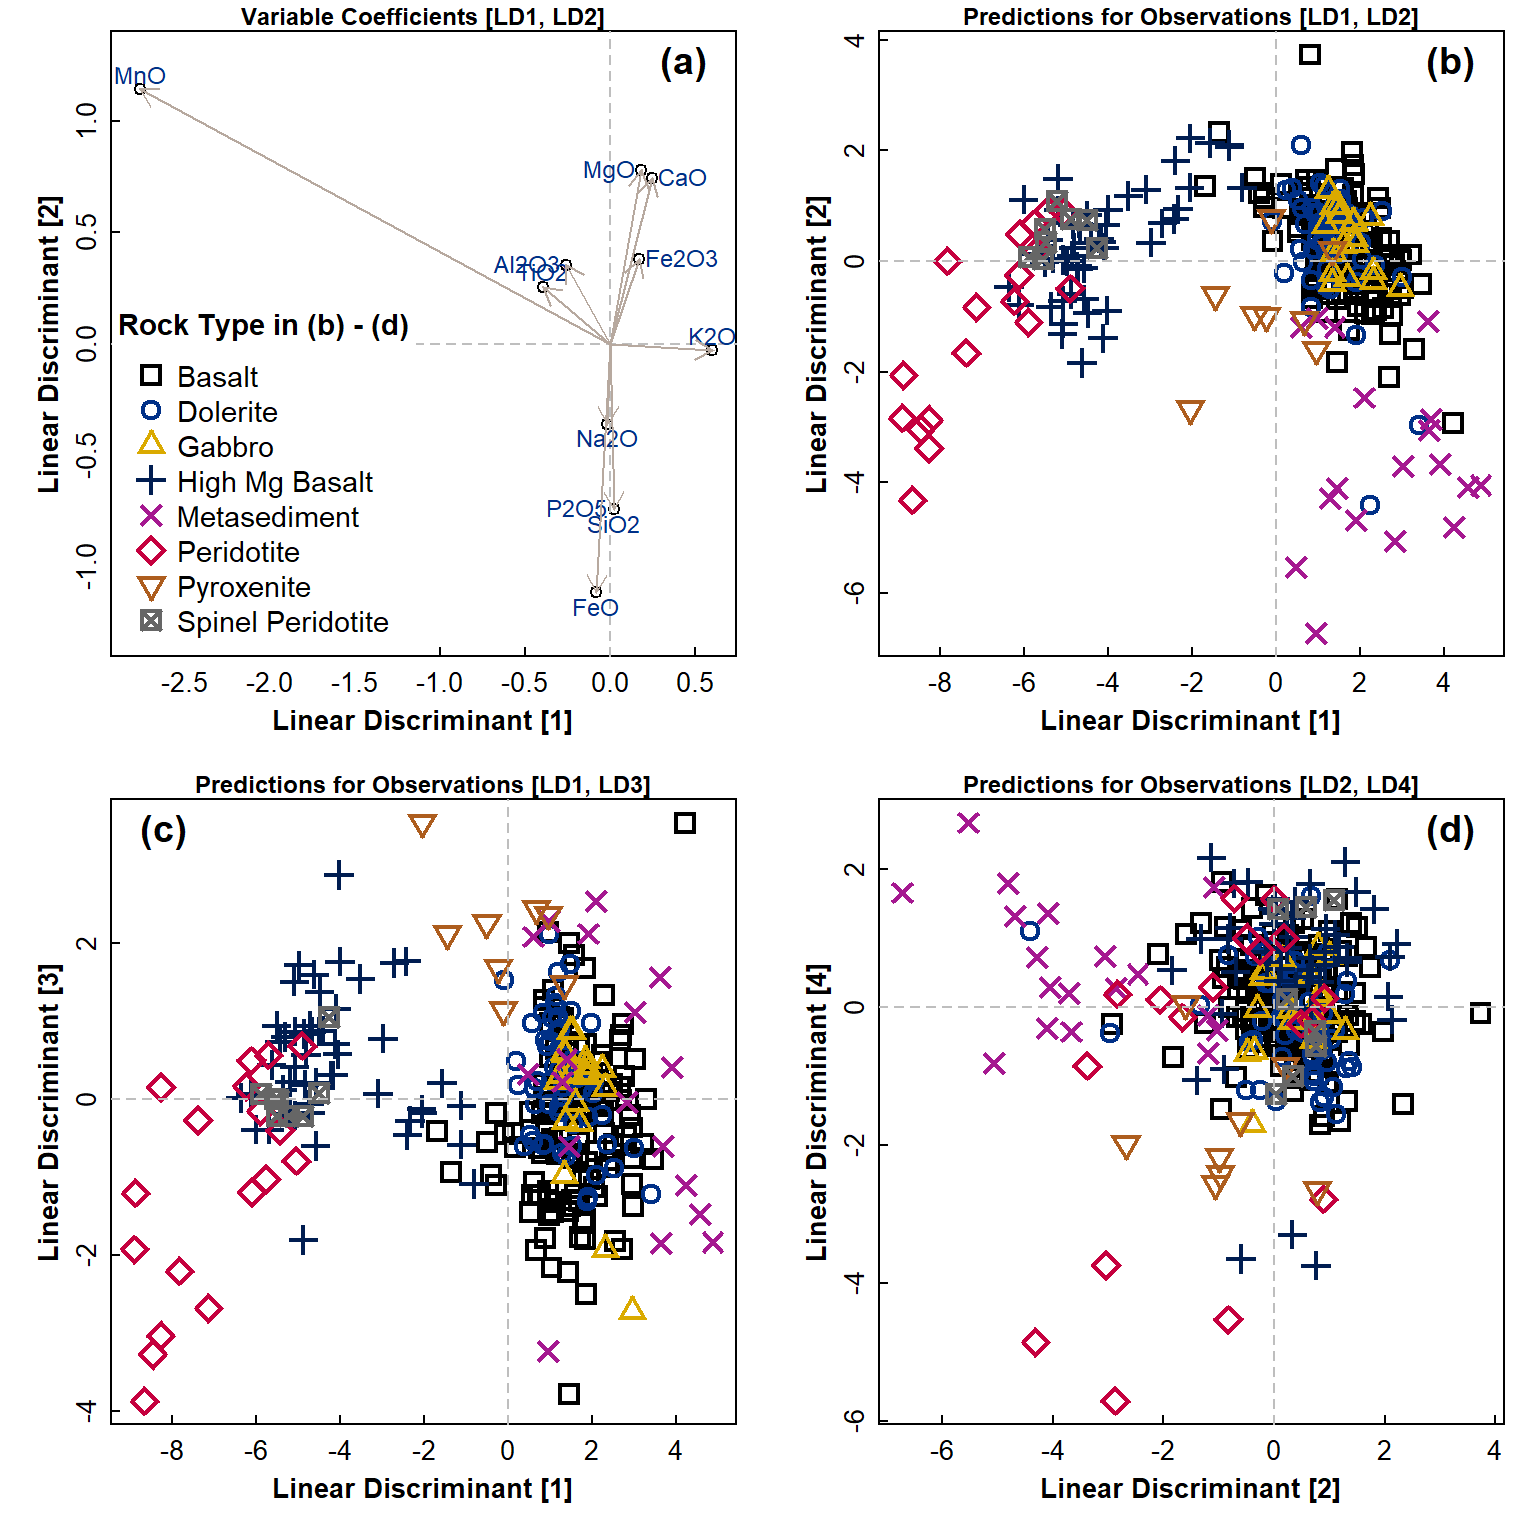 Variable Coefficients [LD1, LD2]
(a)
MnO
MgO
CaO
Al2O3
TiO2
Fe2O3
K2O
Na2O
P2O5
SiO2
FeO
Rock Type in (b) - (d)
Basalt
Dolerite
Gabbro
High Mg Basalt
Metasediment
Peridotite
Pyroxenite
Spinel Peridotite
1.0
0.5
0.0
-0.5
-1.0
Linear Discriminant [2]
-2.5 -2.0 -1.5 -1.0 -0.5 0.0 0.5
Linear Discriminant [1]
Predictions for Observations [LD1, LD2]
(b)
4
2
0
-2
-4
-6
Linear Discriminant [2]
-8 -6 -4 -2 0 2 4
Linear Discriminant [1]
Predictions for Observations [LD1, LD3]
(c)
2
0
-2
-4
Linear Discriminant [3]
-8 -6 -4 -2 0 2 4
Linear Discriminant [1]
Predictions for Observations [LD2, LD4]
(d)
2
0
-2
-4
-6
Linear Discriminant [4]
-6 -4 -2 0 2 4
Linear Discriminant [2]